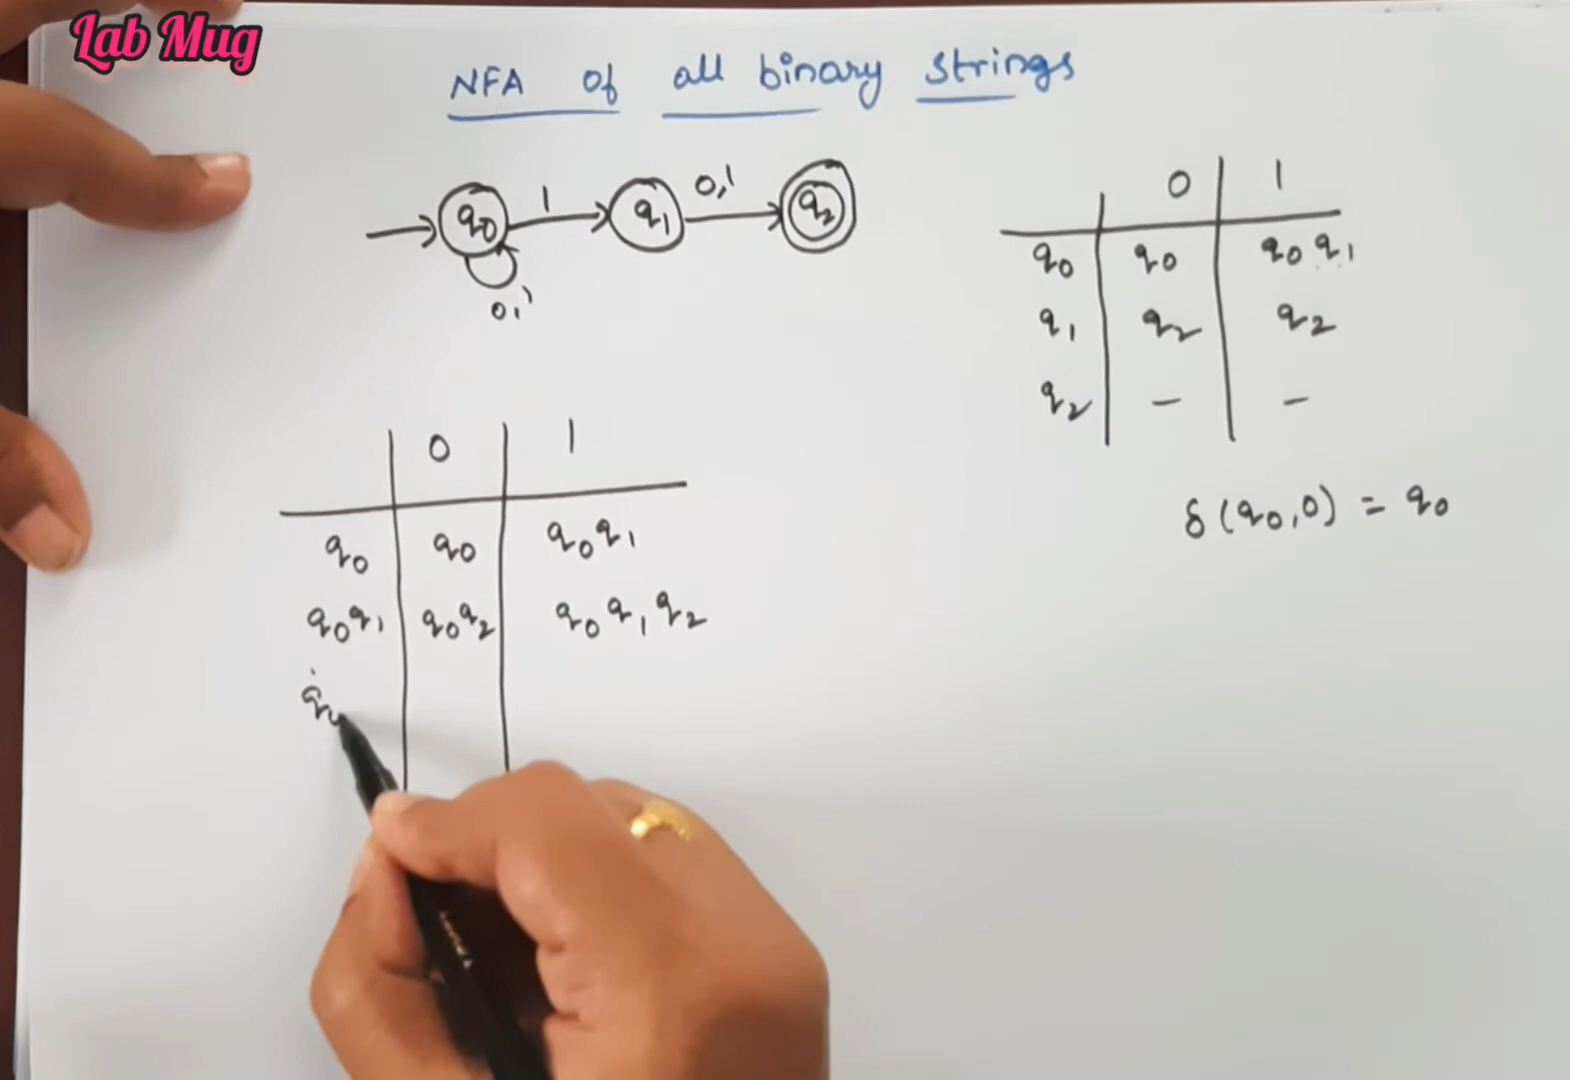 Lab Mug
NFA of all binary strings
q0 1 q1 0,1 q2
0,1
0 1
q0 q0 q0 q1
q1 q2 q2
q2 - -
δ(q0,0) = q0
0 1
q0 q0 q0q1
q0q1 q0q2 q0q1q2
q